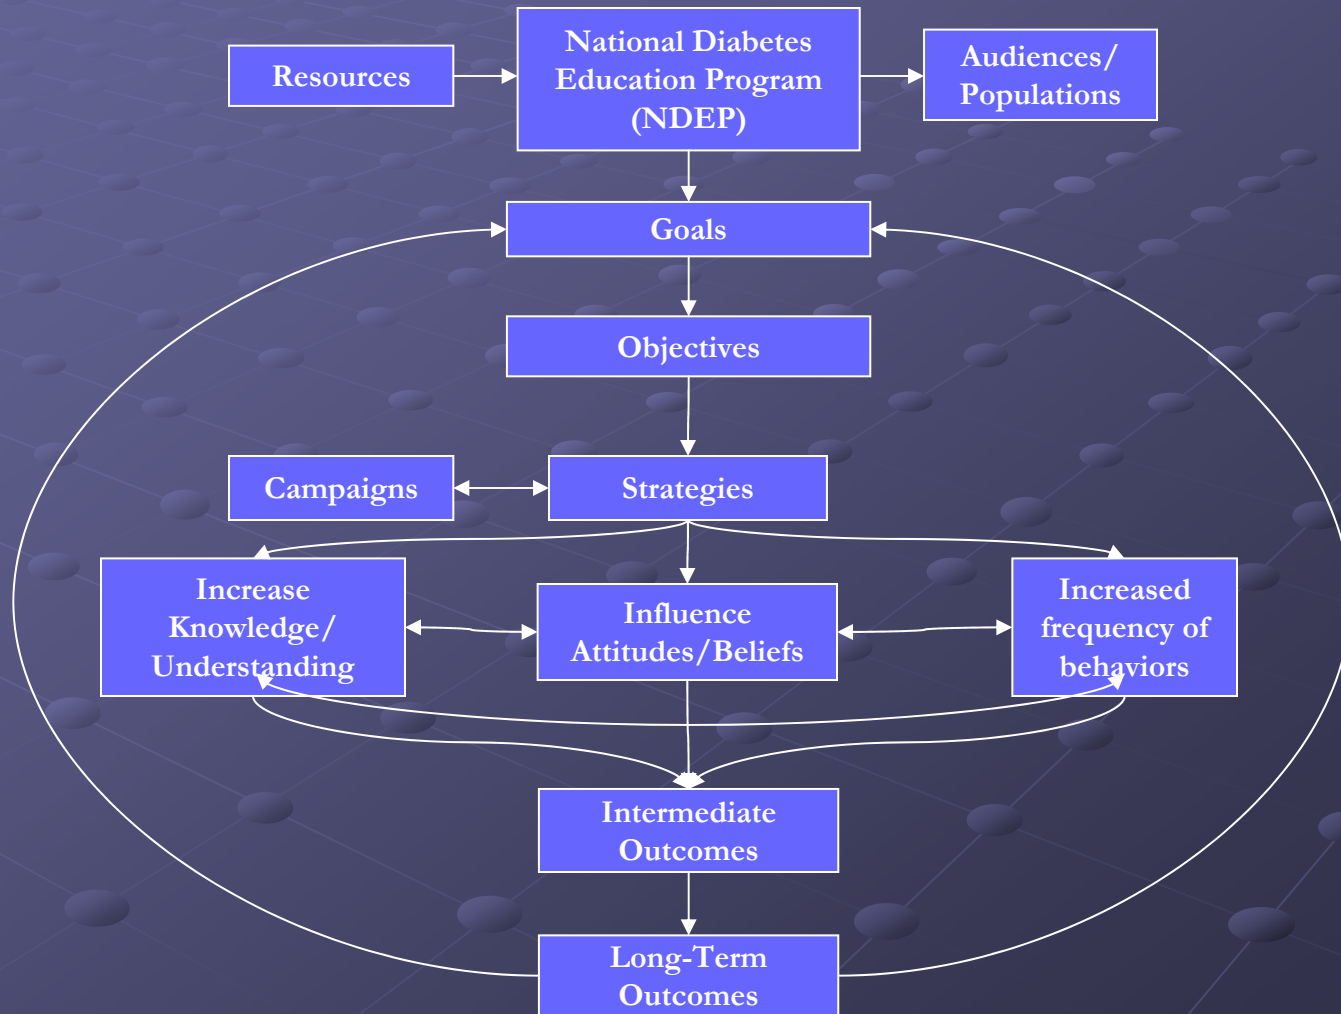 Resources
National Diabetes
Education Program
(NDEP)
Audiences/
Populations
Goals
Objectives
Campaigns
Strategies
Increase
Knowledge/
Understanding
Influence
Attitudes/Beliefs
Increased
frequency of
behaviors
Intermediate
Outcomes
Long-Term
Outcomes